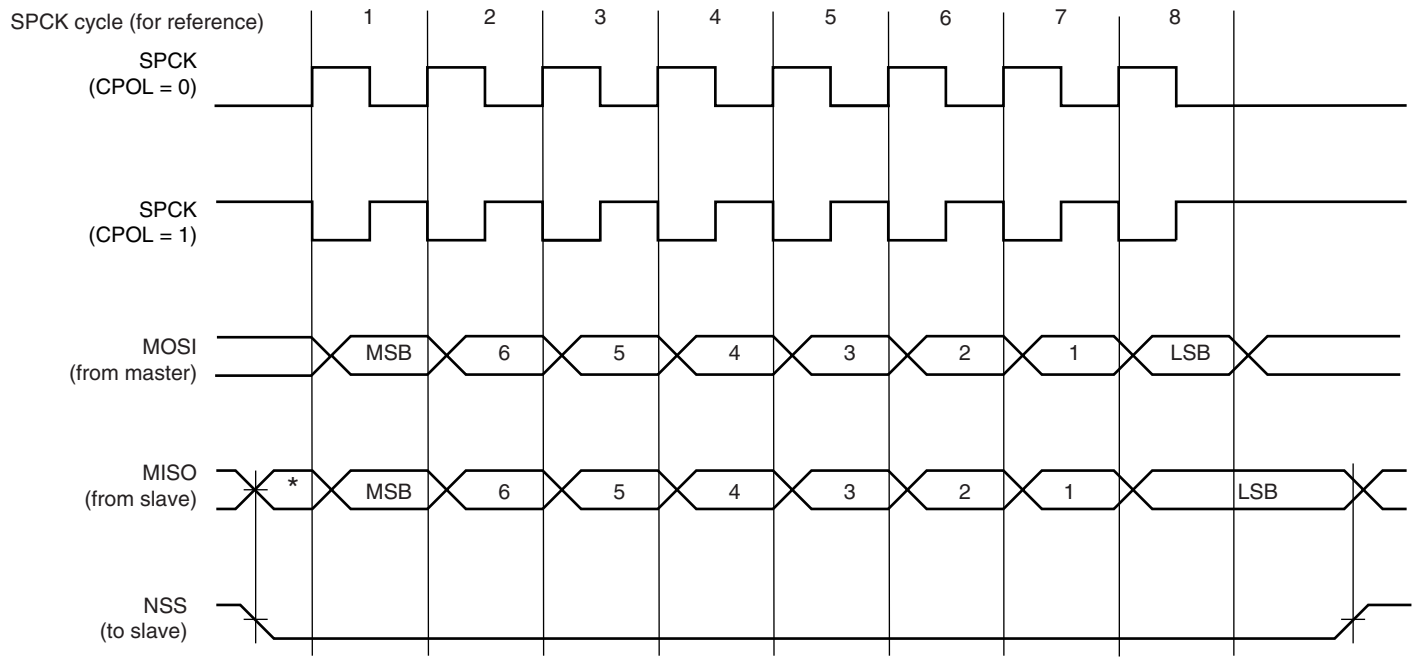 SPCK cycle (for reference) 1 2 3 4 5 6 7 8
SPCK
(CPOL = 0)
SPCK
(CPOL = 1)
MOSI
(from master)
MSB 6 5 4 3 2 1 LSB
MISO
(from slave)
* MSB 6 5 4 3 2 1 LSB
NSS
(to slave)